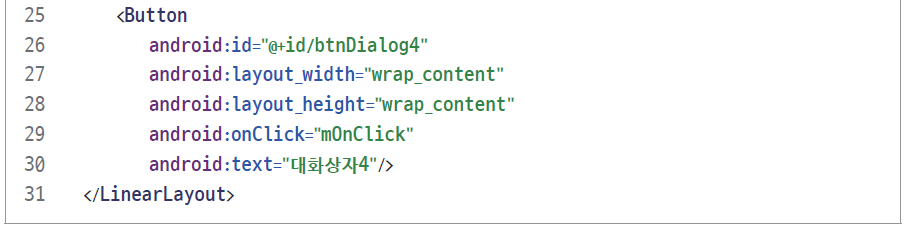 25 <Button
26 android:id="@+id/btnDialog4"
27 android:layout_width="wrap_content"
28 android:layout_height="wrap_content"
29 android:onClick="mOnClick"
30 android:text="대화상자4"/>
31 </LinearLayout>